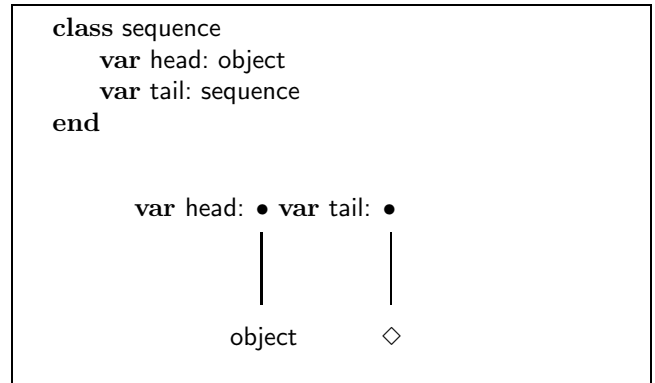 class sequence
var head: object
var tail: sequence
end
var head: • var tail: •
object ◇